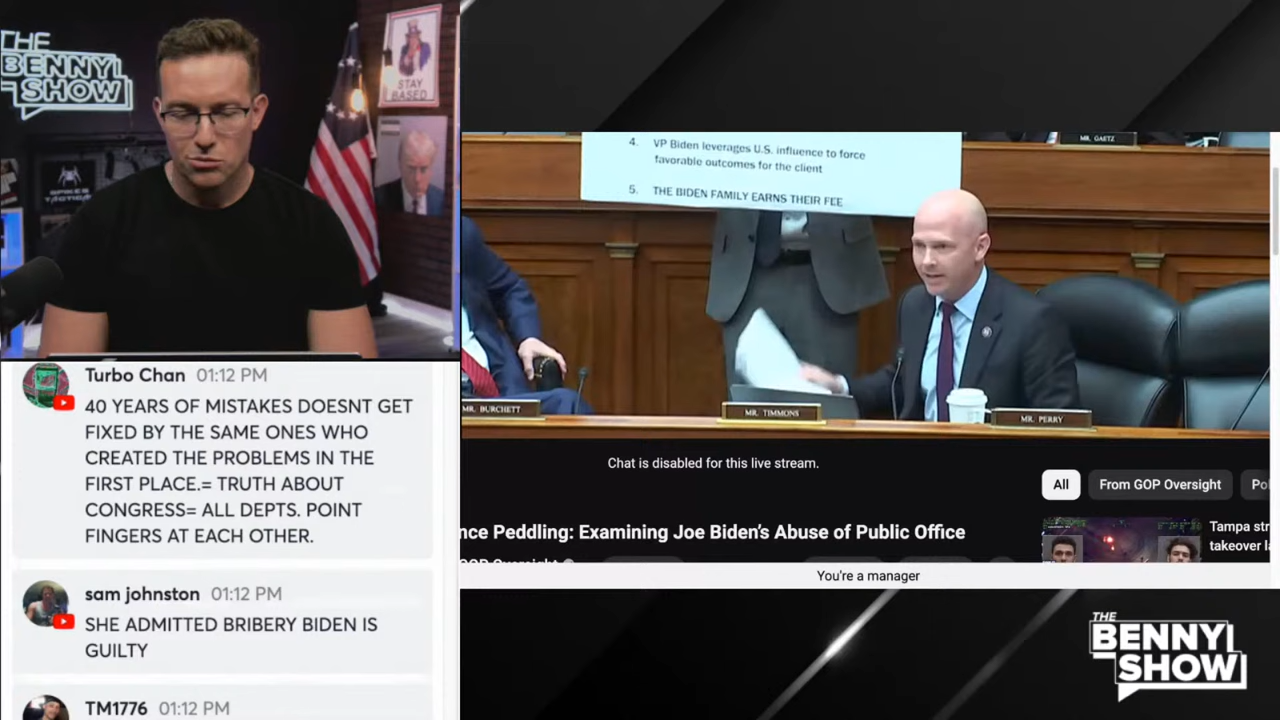 THE
BENNY
SHOW
STAY
BASED
SPIKES
TACTICAL
Turbo Chan 01:12 PM
40 YEARS OF MISTAKES DOESNT GET
FIXED BY THE SAME ONES WHO
CREATED THE PROBLEMS IN THE
FIRST PLACE.= TRUTH ABOUT
CONGRESS= ALL DEPTS. POINT
FINGERS AT EACH OTHER.
sam johnston 01:12 PM
SHE ADMITTED BRIBERY BIDEN IS
GUILTY
TM1776 01:12 PM
MR. GAETZ
4. VP Biden leverages U.S. influence to force
favorable outcomes for the client
5. THE BIDEN FAMILY EARNS THEIR FEE
MR. BURCHETT
MR. TIMMONS
MR. PERRY
Chat is disabled for this live stream.
All
From GOP Oversight
nce Peddling: Examining Joe Biden's Abuse of Public Office
Tampa
takeover
You're a manager
THE
BENNY
SHOW